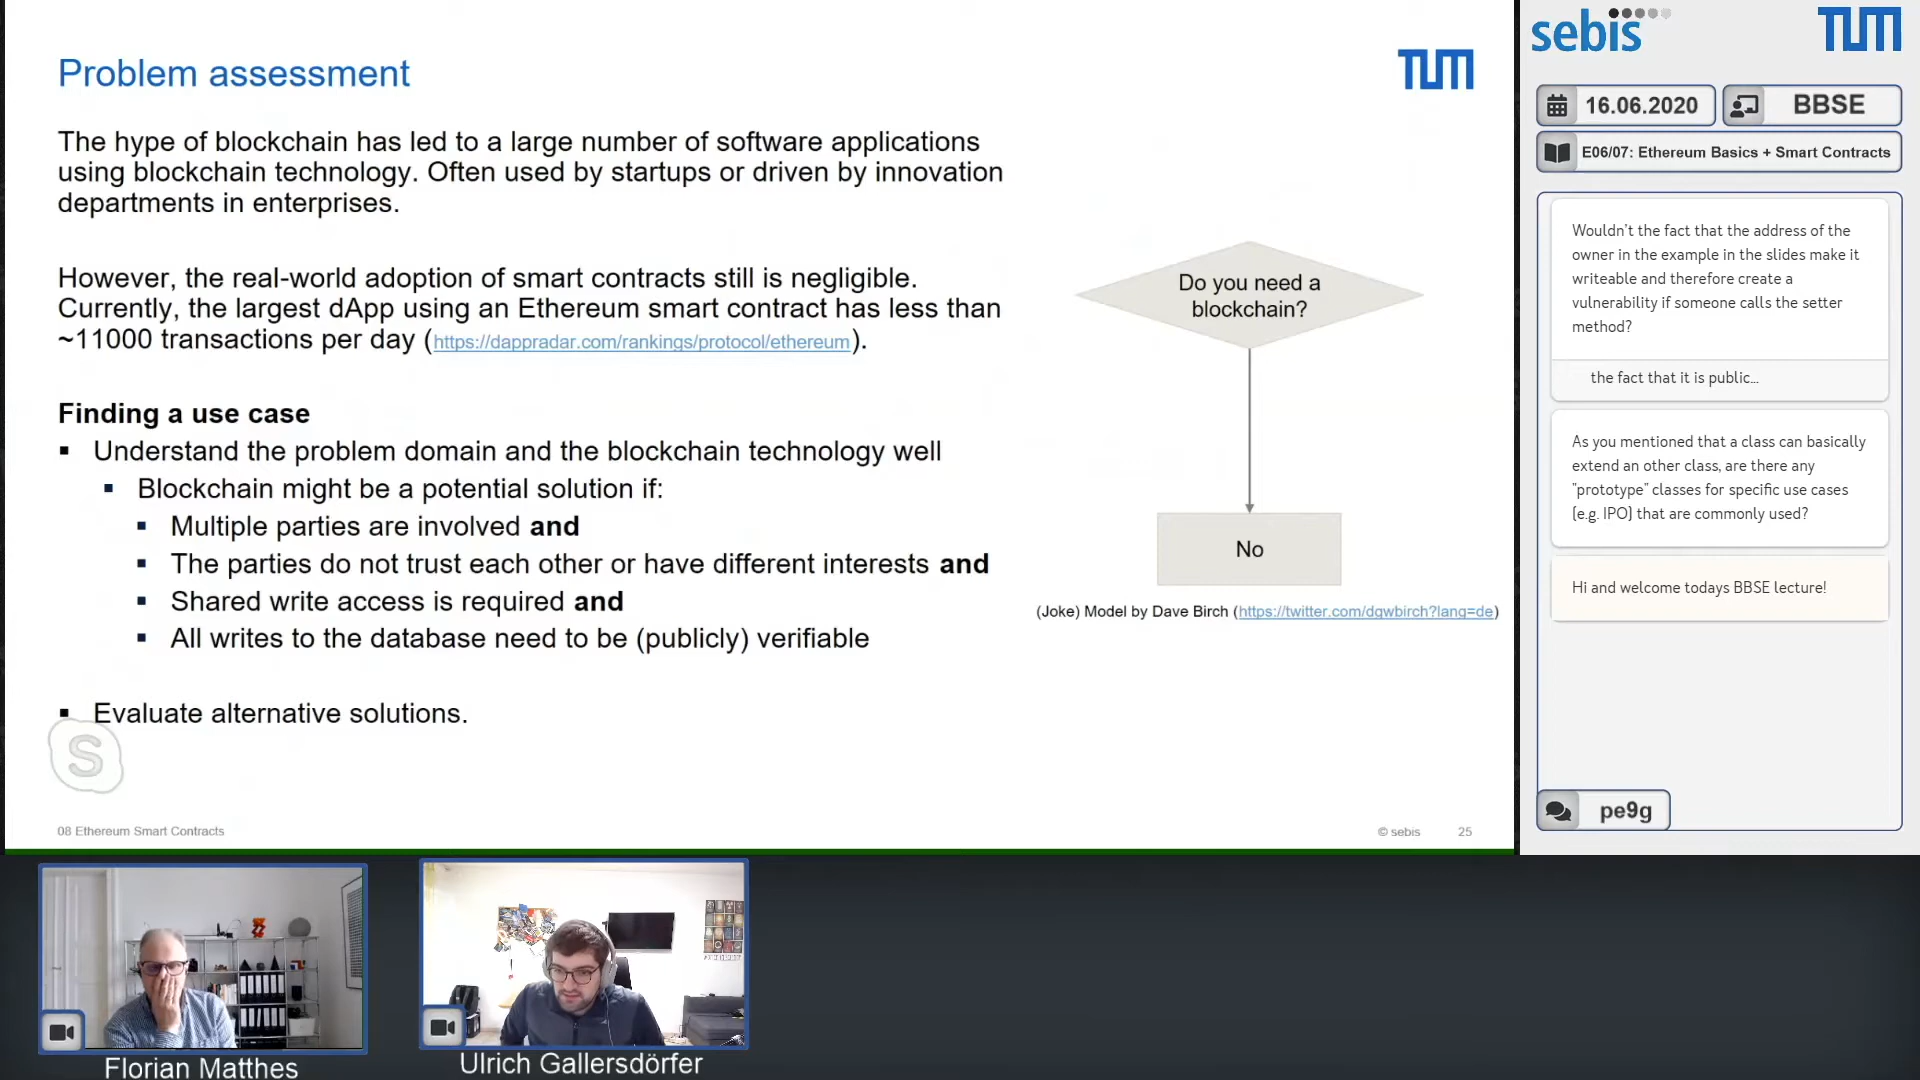 Problem assessment
TUM
The hype of blockchain has led to a large number of software applications
using blockchain technology. Often used by startups or driven by innovation
departments in enterprises.
However, the real-world adoption of smart contracts still is negligible.
Currently, the largest dApp using an Ethereum smart contract has less than
~11000 transactions per day (https://dappradar.com/rankings/protocol/ethereum).
Finding a use case
▪ Understand the problem domain and the blockchain technology well
▪ Blockchain might be a potential solution if:
▪ Multiple parties are involved and
▪ The parties do not trust each other or have different interests and
▪ Shared write access is required and
▪ All writes to the database need to be (publicly) verifiable
▪ Evaluate alternative solutions.
S
Do you need a
blockchain?
No
(Joke) Model by Dave Birch (https://twitter.com/dgwbirch?lang=de)
08 Ethereum Smart Contracts
© sebis
25
sebis
TUM
16.06.2020
BBSE
E06/07: Ethereum Basics + Smart Contracts
Wouldn't the fact that the address of the
owner in the example in the slides make it
writeable and therefore create a
vulnerability if someone calls the setter
method?
the fact that it is public...
As you mentioned that a class can basically
extend an other class, are there any
"prototype" classes for specific use cases
(e.g. IPO) that are commonly used?
Hi and welcome todays BBSE lecture!
pe9g
Florian Matthes
Ulrich Gallersdörfer